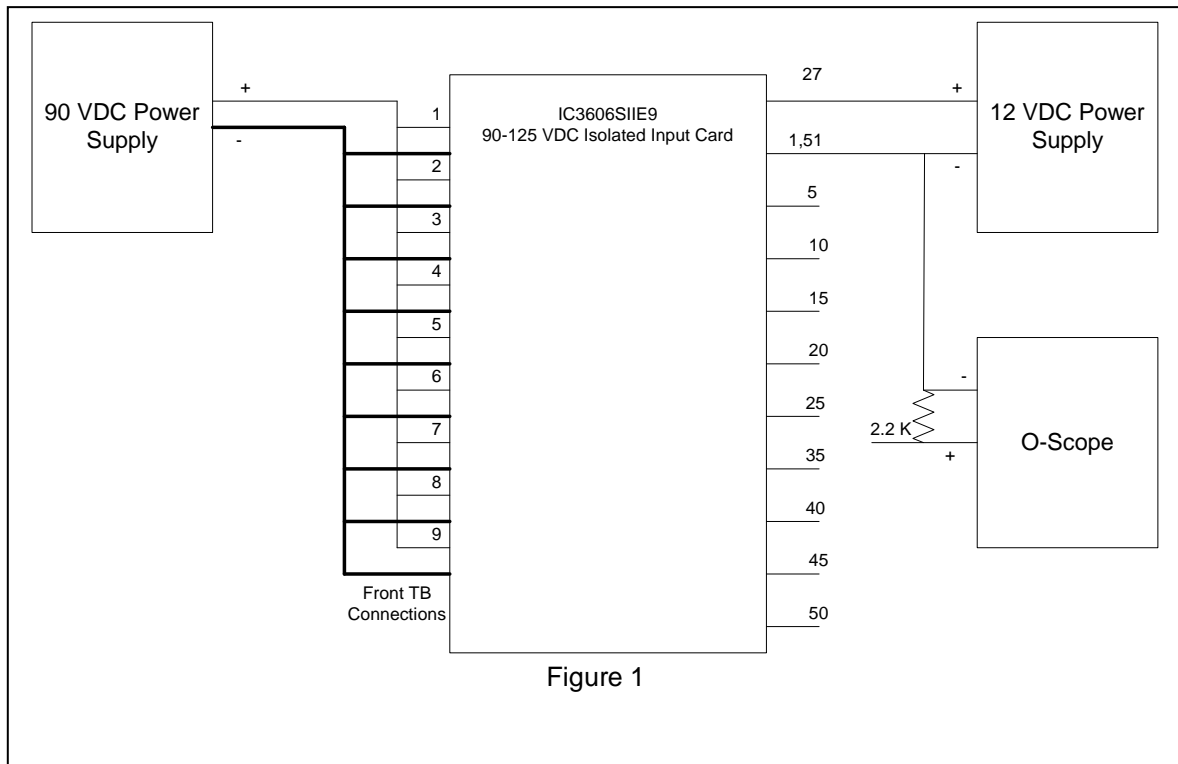 90 VDC Power
Supply
+
-
1
2
3
4
5
6
7
8
9
Front TB
Connections
IC3606SIIE9
90-125 VDC Isolated Input Card
27
1,51
5
10
15
20
25
35
40
45
50
+
-
12 VDC Power
Supply
-
2.2 K
+
O-Scope
Figure 1